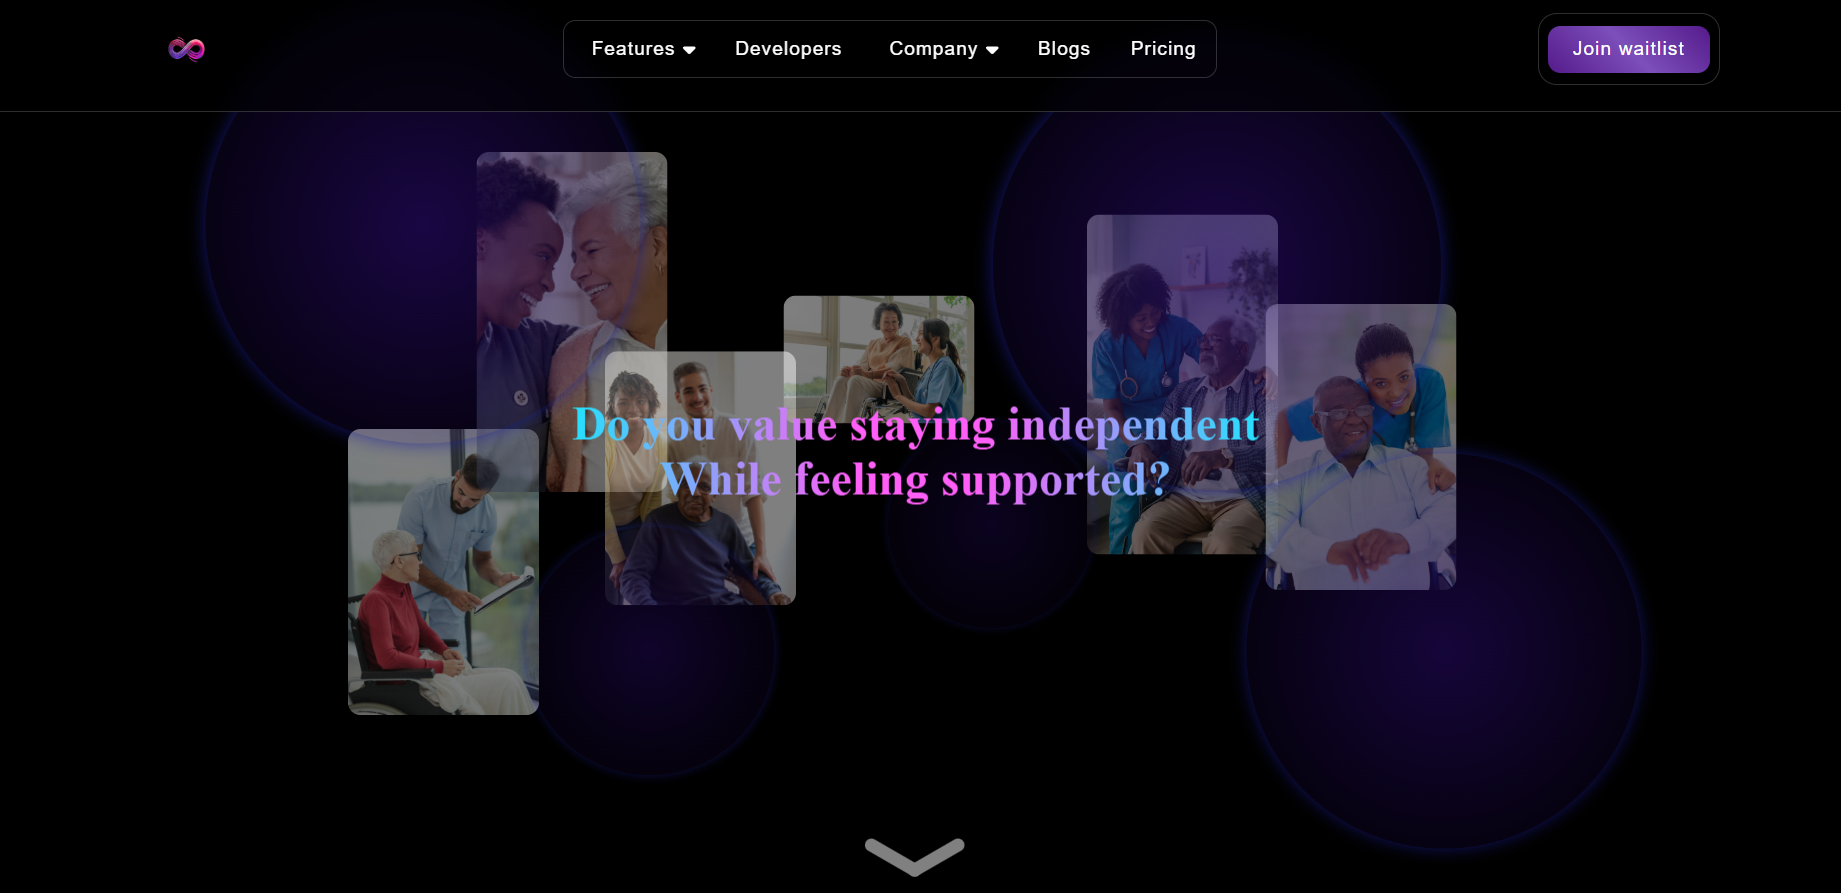 Features
Developers
Company
Blogs
Pricing
Join waitlist
Do you value staying independent
While feeling supported?